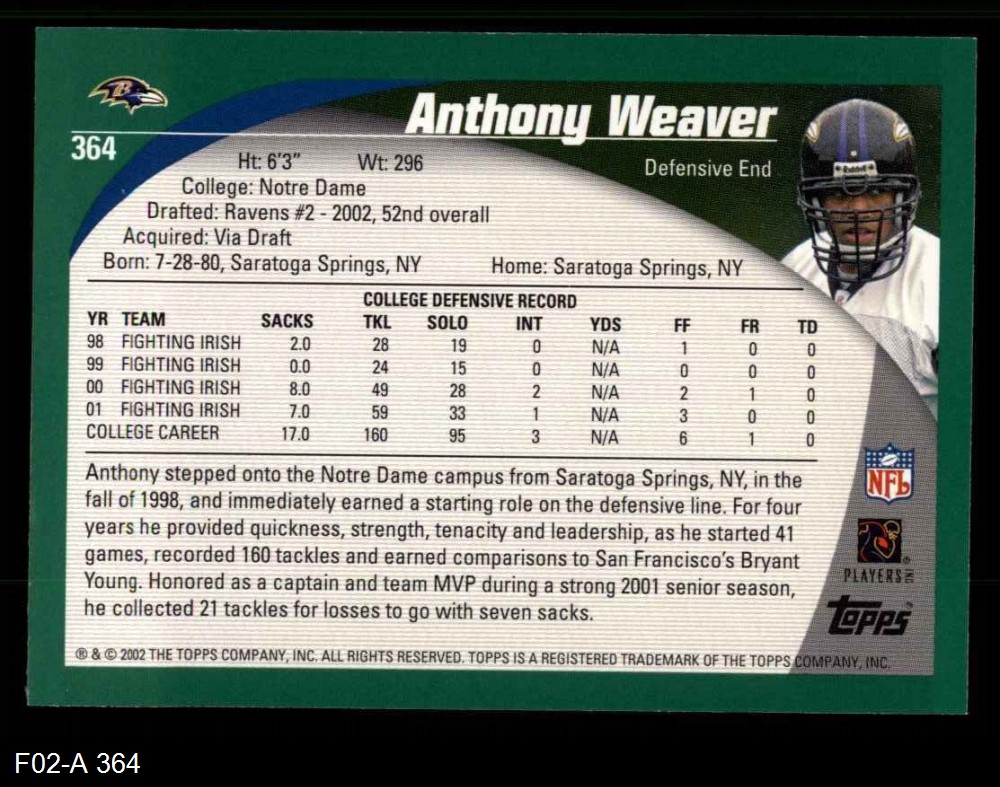 Anthony Weaver
364
Defensive End
Riddell
Ht: 6'3" Wt: 296
College: Notre Dame
Drafted: Ravens #2 - 2002, 52nd overall
Acquired: Via Draft
Born: 7-28-80, Saratoga Springs, NY Home: Saratoga Springs, NY
COLLEGE DEFENSIVE RECORD
YR TEAM SACKS TKL SOLO INT YDS FF FR TD
98 FIGHTING IRISH 2.0 28 19 0 N/A 1 0 0
99 FIGHTING IRISH 0.0 24 15 0 N/A 0 0 0
00 FIGHTING IRISH 8.0 49 28 2 N/A 2 1 0
01 FIGHTING IRISH 7.0 59 33 1 N/A 3 0 0
COLLEGE CAREER 17.0 160 95 3 N/A 6 1 0
Anthony stepped onto the Notre Dame campus from Saratoga Springs, NY, in the
fall of 1998, and immediately earned a starting role on the defensive line. For four
years he provided quickness, strength, tenacity and leadership, as he started 41
games, recorded 160 tackles and earned comparisons to San Francisco's Bryant
Young. Honored as a captain and team MVP during a strong 2001 senior season,
he collected 21 tackles for losses to go with seven sacks.
NFL
PLAYERS INC
TOPPS
® & © 2002 THE TOPPS COMPANY, INC. ALL RIGHTS RESERVED. TOPPS IS A REGISTERED TRADEMARK OF THE TOPPS COMPANY, INC.
F02-A 364